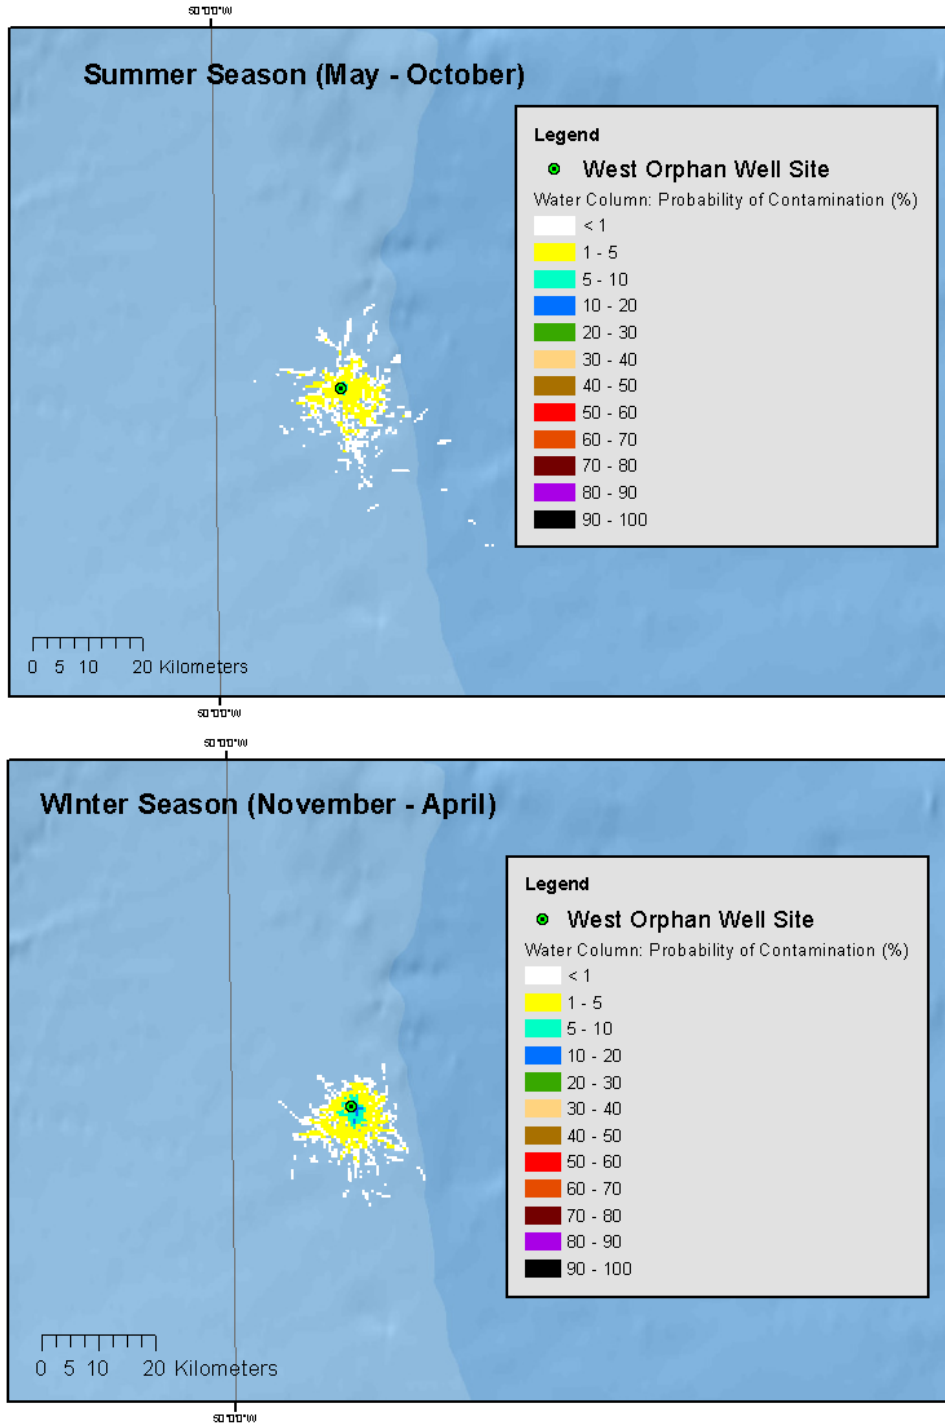 50°0'0"W
Summer Season (May - October)
Legend
West Orphan Well Site
Water Column: Probability of Contamination (%)
< 1
1 - 5
5 - 10
10 - 20
20 - 30
30 - 40
40 - 50
50 - 60
60 - 70
70 - 80
80 - 90
90 - 100
0 5 10 20 Kilometers
50°0'0"W
50°0'0"W
WInter Season (November - April)
Legend
West Orphan Well Site
Water Column: Probability of Contamination (%)
< 1
1 - 5
5 - 10
10 - 20
20 - 30
30 - 40
40 - 50
50 - 60
60 - 70
70 - 80
80 - 90
90 - 100
0 5 10 20 Kilometers
50°0'0"W